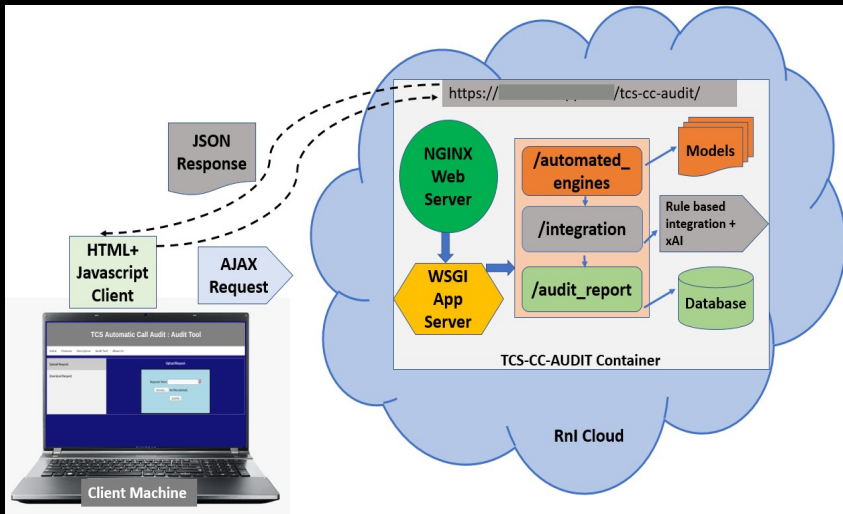 https:// /tcs-cc-audit/
JSON
Response
NGINX
Web
Server
/automated_
engines
Models
/integration
Rule based
integration +
xAI
HTML+
Javascript
Client
AJAX
Request
WSGI
App
Server
/audit_report
Database
TCS-CC-AUDIT Container
TCS Automatic Call Audit : Audit Tool
Upload Request
RnI Cloud
Client Machine